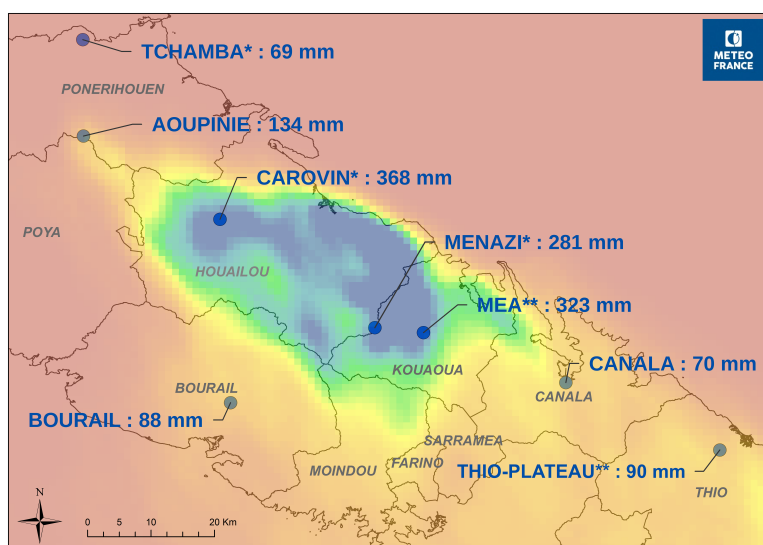 METEO
FRANCE
TCHAMBA* : 69 mm
PONERIHOUEN
AOUPINIE : 134 mm
CAROVIN* : 368 mm
POYA
MENAZI* : 281 mm
HOUAILOU
MEA** : 323 mm
KOUAOUA
CANALA : 70 mm
BOURAIL
CANALA
BOURAIL : 88 mm
SARRAMEA
MOINDOU
FARINO
THIO-PLATEAU** : 90 mm
THIO
N
0 5 10 20 Km